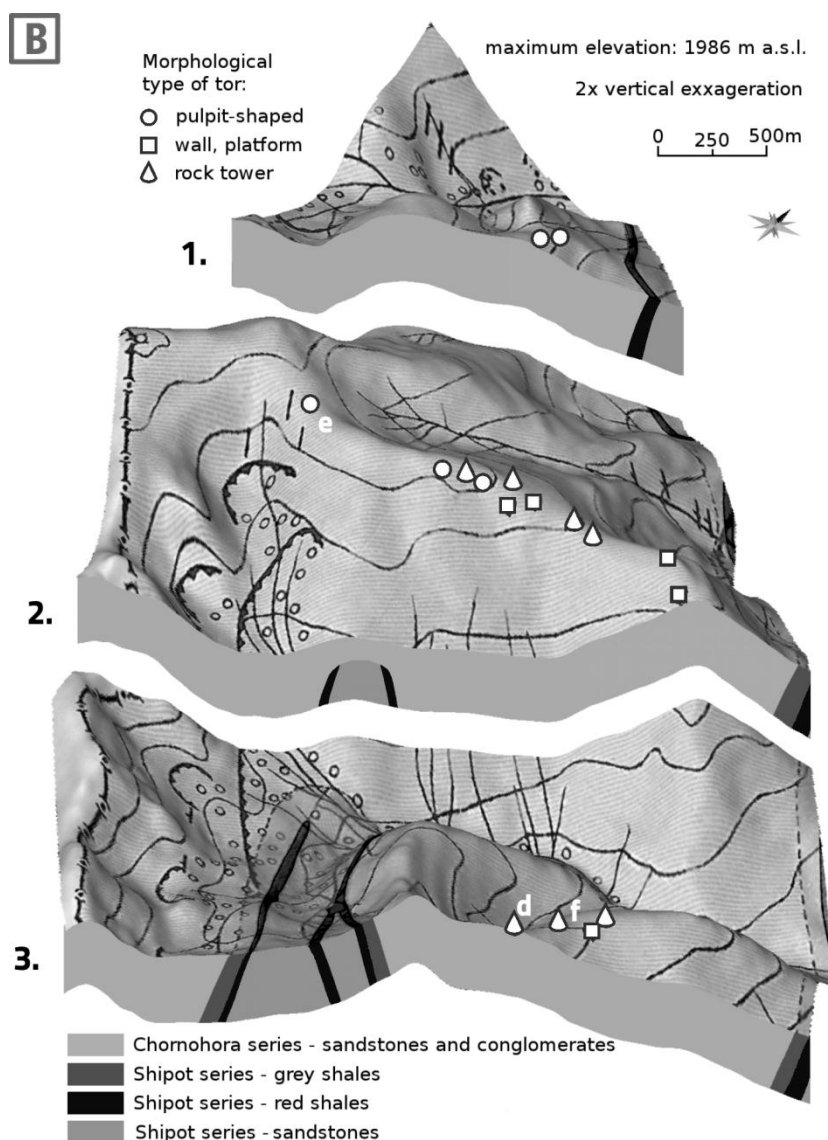 B
maximum elevation: 1986 m a.s.l.
2x vertical exxageration
0 250 500m
Morphological
type of tor:
pulpit-shaped
wall, platform
rock tower
1.
e
2.
d f
3.
Chornohora series - sandstones and conglomerates
Shipot series - grey shales
Shipot series - red shales
Shipot series - sandstones